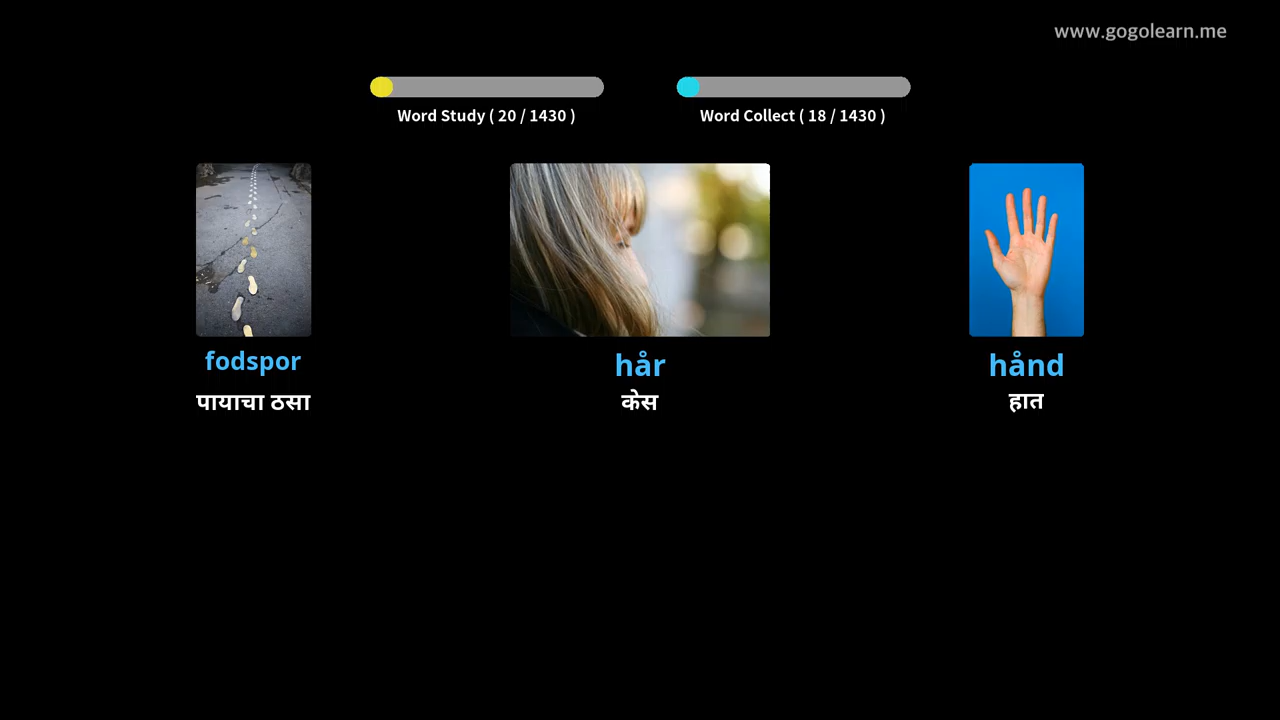 www.gogolearn.me
Word Study ( 20 / 1430 )
Word Collect ( 18 / 1430 )
fodspor
hår
hånd
पायाचा ठसा
केस
हात